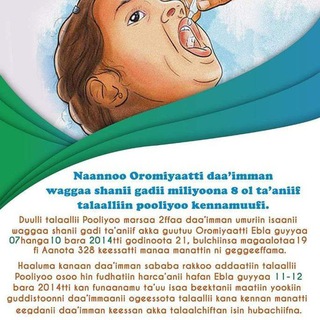 Naannoo Oromiyaatti daa'imman
waggaa shanii gadii miliyoona 8 ol ta'aniif
talaalliin pooliyoo kennamuufi.
Duulli talaallii Pooliyoo marsaa 2ffaa daa'imman umuriin isaanii
waggaa shanii gadi ta'aniif akka guutuu Oromiyaatti Ebla guyyaa
07hanga10 bara 2014tti godinoota 21, bulchiinsa magaalotaa19
fi Aanota 328 keessatti manaa manattin ni geggeeffama.
Haaluma kanaan daa'imman sababa rakkoo oddaatiin talaallii
Pooliyoo osoo hin fudhatiin harca'anii hafan Ebla guyyaa 11-12
bara 2014tti kan funaanamu ta'uu isaa beektanii maatiin yookiin
guddistoonni daa'immaanii ogeessota talaallii kana kennan manatti
eegdanii daa'imman keessan akka talaalchiftan isin hubachiifna.